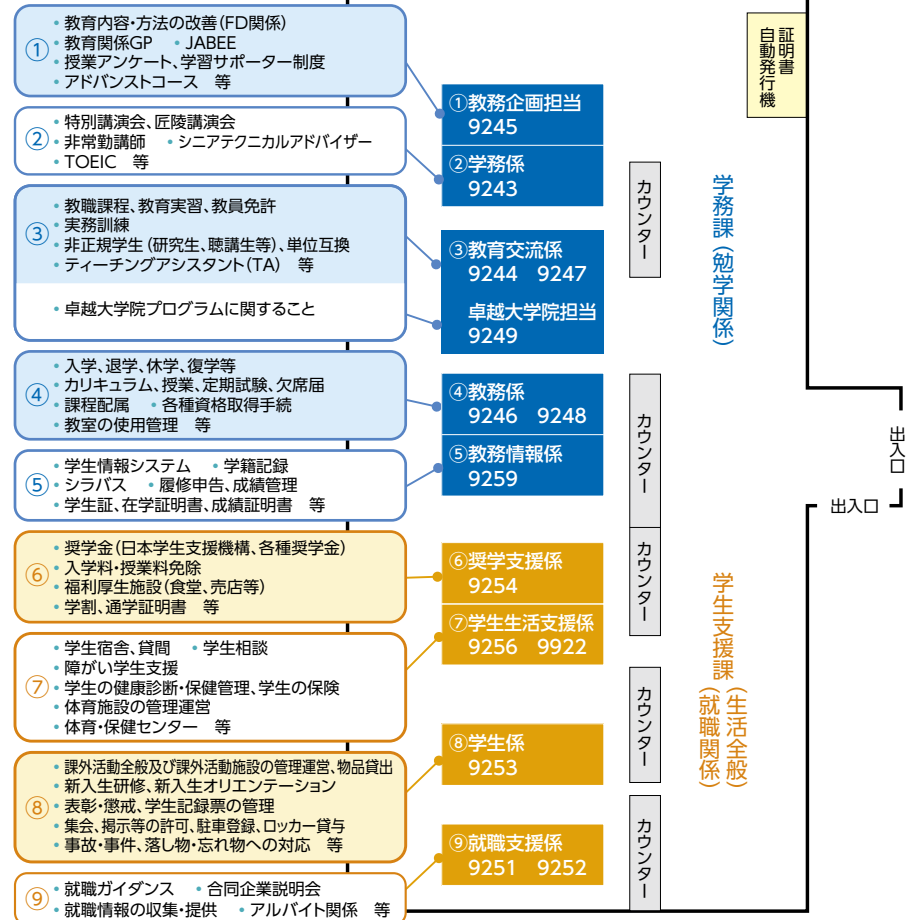 ・教育内容・方法の改善(FD関係)
① ・教育関係GP ・JABEE
・授業アンケート、学習サポーター制度
・アドバンストコース 等
・特別講演会、匠陵講演会
② ・非常勤講師 ・シニアテクニカルアドバイザー
・TOEIC 等
・教職課程、教育実習、教員免許
・実務訓練
③ ・非正規学生(研究生、聴講生等)、単位互換
・ティーチングアシスタント(TA) 等
・卓越大学院プログラムに関すること
・入学、退学、休学、復学等
④ ・カリキュラム、授業、定期試験、欠席届
・課程配属 ・各種資格取得手続
・教室の使用管理 等
・学生情報システム ・学籍記録
⑤ ・シラバス ・履修申告、成績管理
・学生証、在学証明書、成績証明書 等
・奨学金(日本学生支援機構、各種奨学金)
⑥ ・入学料・授業料免除
・福利厚生施設(食堂、売店等)
・学割、通学証明書 等
・学生宿舎、貸間 ・学生相談
・障がい学生支援
⑦ ・学生の健康診断・保健管理、学生の保険
・体育施設の管理運営
・体育・保健センター 等
・課外活動全般及び課外活動施設の管理運営、物品貸出
・新入生研修、新入生オリエンテーション
⑧ ・表彰・懲戒、学生記録票の管理
・集会、掲示等の許可、駐車登録、ロッカー貸与
・事故・事件、落し物・忘れ物への対応 等
⑨ ・就職ガイダンス ・合同企業説明会
・就職情報の収集・提供 ・アルバイト関係 等
①教務企画担当
9245
②学務係
9243
③教育交流係
9244 9247
卓越大学院担当
9249
④教務係
9246 9248
⑤教務情報係
9259
⑥奨学支援係
9254
⑦学生生活支援係
9256 9922
⑧学生係
9253
⑨就職支援係
9251 9252
カウンター
カウンター
カウンター
カウンター
カウンター
証明書
自動発行機
学務課(勉学関係)
学生支援課(生活全般)
(就職関係)
出入口
出入口